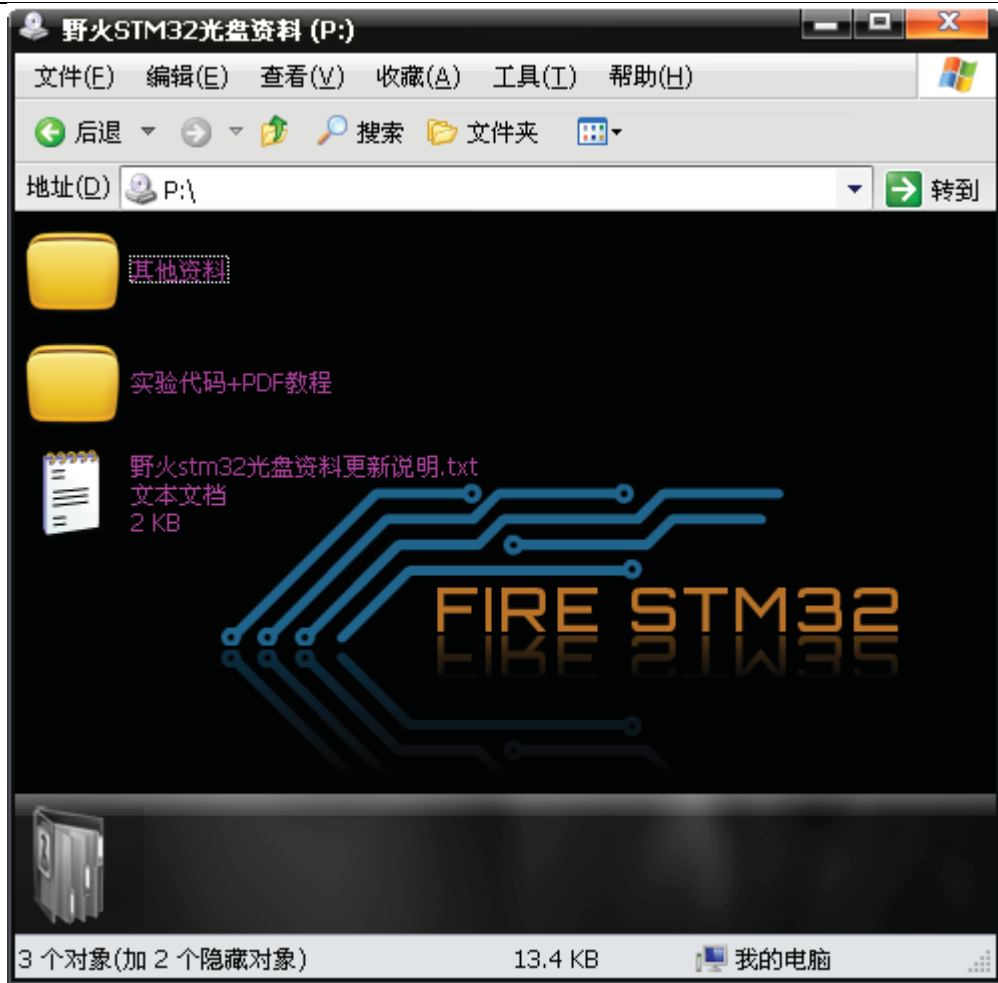 野火STM32光盘资料 (P:)
文件(F) 编辑(E) 查看(V) 收藏(A) 工具(T) 帮助(H)
后退 搜索 文件夹
地址(D) P:\ 转到
其他资料
实验代码+PDF教程
野火stm32光盘资料更新说明.txt
文本文档
2 KB
FIRE STM32
3 个对象(加 2 个隐藏对象) 13.4 KB 我的电脑